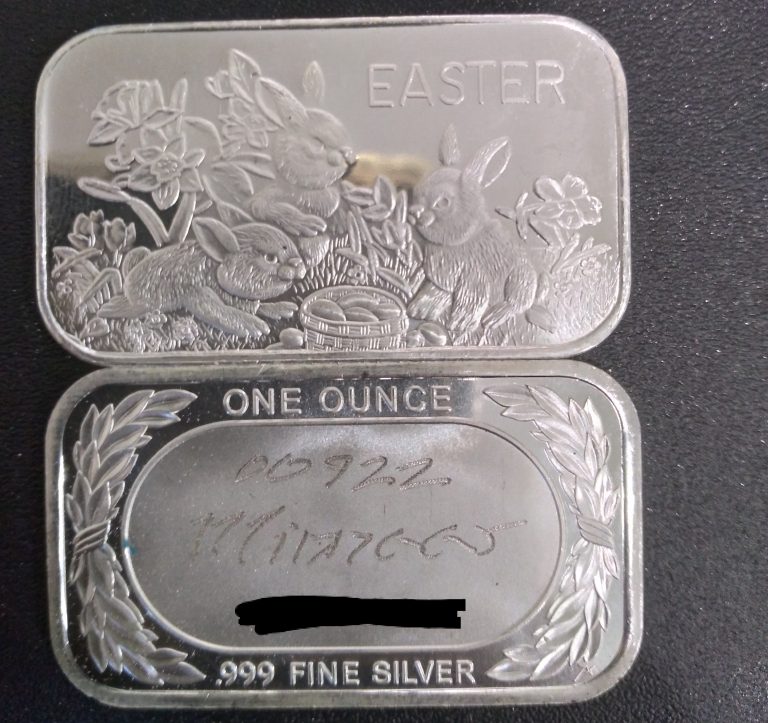 EASTER
ONE OUNCE
00922
.999 FINE SILVER